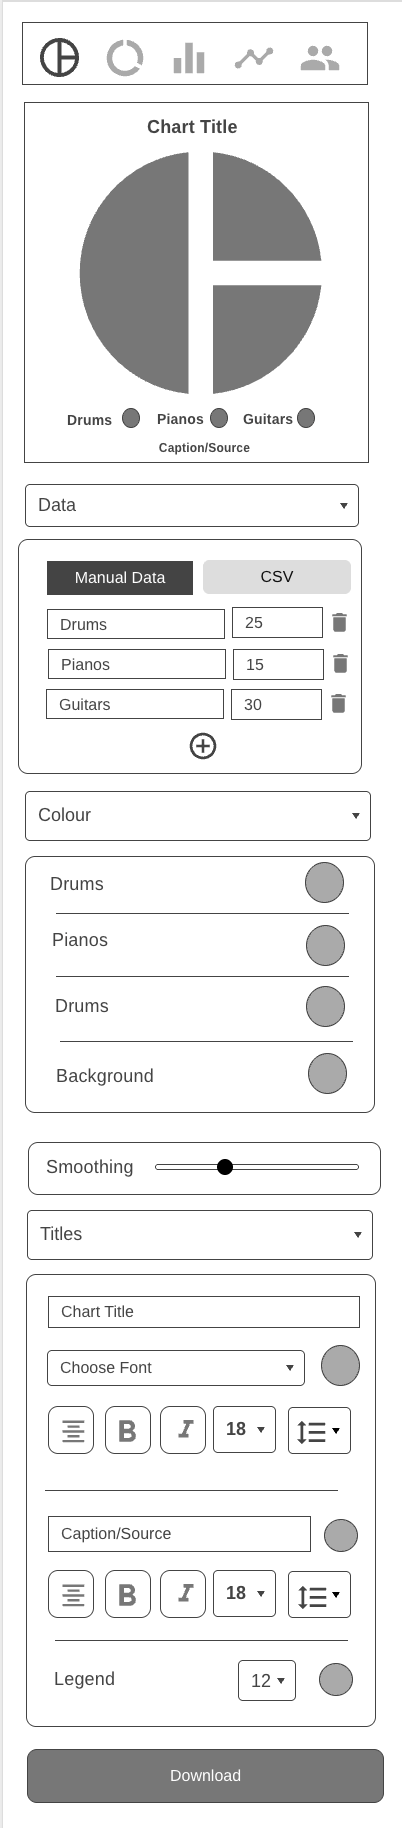 Chart Title
Drums Pianos Guitars
Caption/Source
Data
Manual Data CSV
Drums 25
Pianos 15
Guitars 30
Colour
Drums
Pianos
Drums
Background
Smoothing
Titles
Chart Title
Choose Font
B I 18
Caption/Source
B I 18
Legend 12
Download